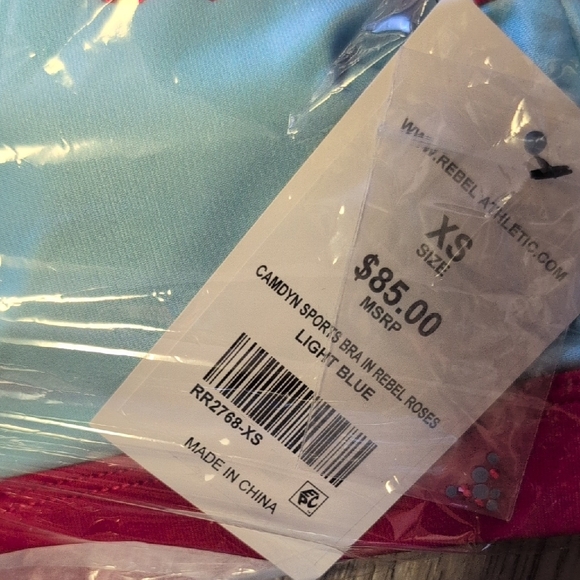 WWW.REBELATHLETIC.COM
XS
SIZE
$85.00
MSRP
CAMDYN SPORTS BRA IN REBEL ROSES
LIGHT BLUE
RR2768-XS
MADE IN CHINA